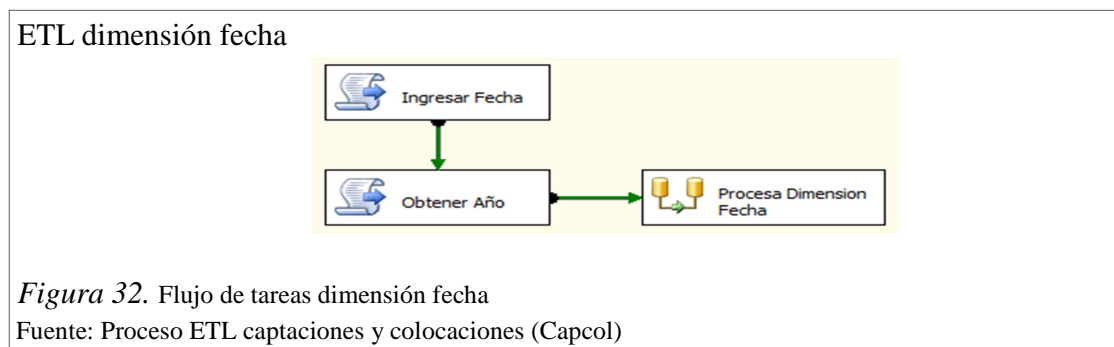 ETL dimensión fecha
Ingresar Fecha
Obtener Año
Procesa Dimension
Fecha
Figura 32. Flujo de tareas dimensión fecha
Fuente: Proceso ETL captaciones y colocaciones (Capcol)